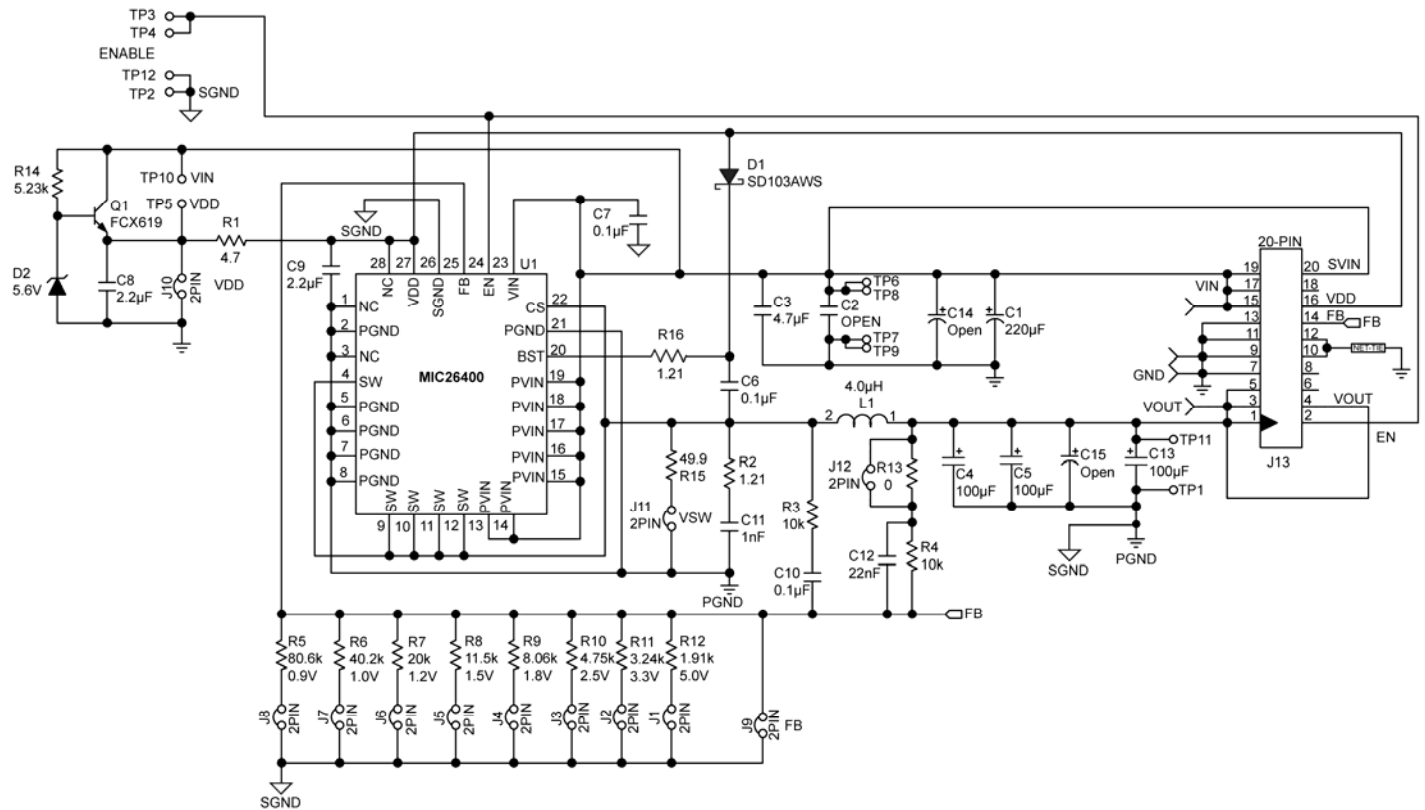 TP3
TP4
ENABLE
TP12
TP2
SGND
R14
5.23k
Q1
FCX619
TP10
VIN
TP5
VDD
R1
4.7
D2
5.6V
C8
2.2µF
J10
2PIN
VDD
C9
2.2µF
SGND
28
27
26
25
24
23
U1
NC
VDD
SGND
FB
EN
VIN
1
NC
2
PGND
3
NC
4
SW
5
PGND
6
PGND
7
PGND
8
PGND
MIC26400
CS
22
PGND
21
BST
20
PVIN
19
PVIN
18
PVIN
17
PVIN
16
PVIN
15
SW
SW
SW
SW
PVIN
PVIN
9
10
11
12
13
14
C7
0.1µF
D1
SD103AWS
R16
1.21
C6
0.1µF
49.9
R15
J11
2PIN
VSW
R2
1.21
C11
1nF
PGND
C3
4.7µF
C2
OPEN
TP6
TP8
TP7
TP9
C14
Open
C1
220µF
4.0µH
L1
2
1
R3
10k
C10
0.1µF
J12
2PIN
R13
0
C12
22nF
R4
10k
C4
100µF
C5
100µF
C15
Open
C13
100µF
TP11
TP1
SGND
PGND
20-PIN
19
20
SVIN
VIN
17
18
15
16
VDD
13
14
FB
FB
11
12
9
10
NET-TIE
GND
7
8
5
6
VOUT
3
4
VOUT
1
2
EN
J13
FB
R5
80.6k
0.9V
R6
40.2k
1.0V
R7
20k
1.2V
R8
11.5k
1.5V
R9
8.06k
1.8V
R10
4.75k
2.5V
R11
3.24k
3.3V
R12
1.91k
5.0V
J8
2PIN
J7
2PIN
J6
2PIN
J5
2PIN
J4
2PIN
J3
2PIN
J2
2PIN
J1
2PIN
J9
2PIN
FB
SGND